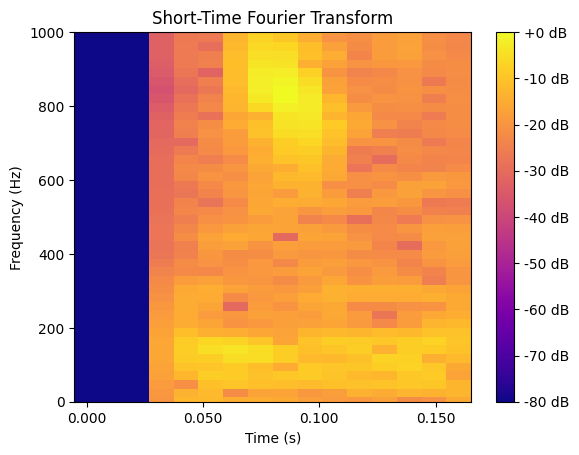 Short-Time Fourier Transform
Frequency (Hz)
1000
800
600
400
200
0
0.000
0.050
0.100
0.150
Time (s)
+0 dB
-10 dB
-20 dB
-30 dB
-40 dB
-50 dB
-60 dB
-70 dB
-80 dB